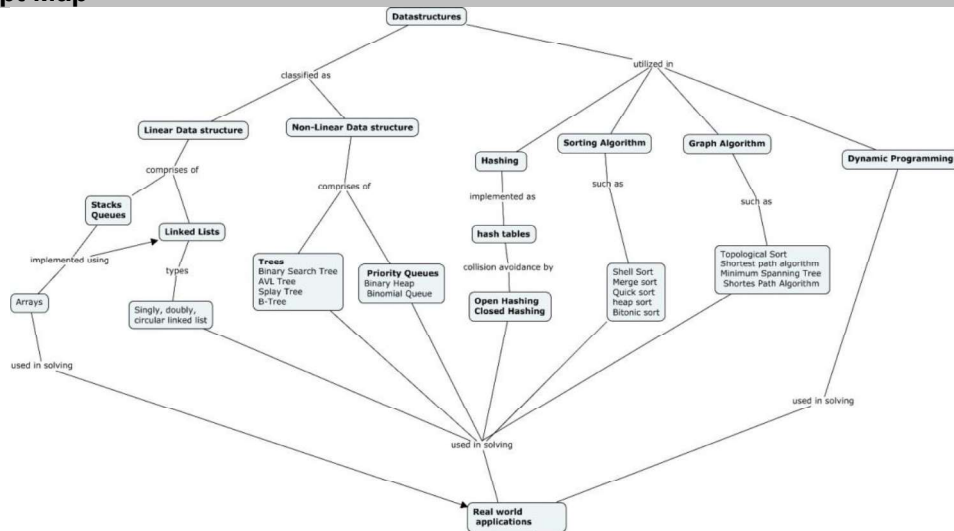 Datastructures
classified as
utilized in
Linear Data structure
Non-Linear Data structure
Hashing
Sorting Algorithm
Graph Algorithm
Dynamic Programming
comprises of
comprises of
implemented as
such as
such as
Stacks
Queues
Linked Lists
hash tables
implemented using
types
collision avoidance by
Trees
Binary Search Tree
AVL Tree
Splay Tree
B-Tree
Priority Queues
Binary Heap
Binomial Queue
Shell Sort
Merge sort
Quick sort
heap sort
Bitonic sort
Topological Sort
Shortest path algorithm
Minimum Spanning Tree
Shortes Path Algorithm
Arrays
Singly, doubly,
circular linked list
Open Hashing
Closed Hashing
used in solving
used in solving
used in solving
Real world
applications